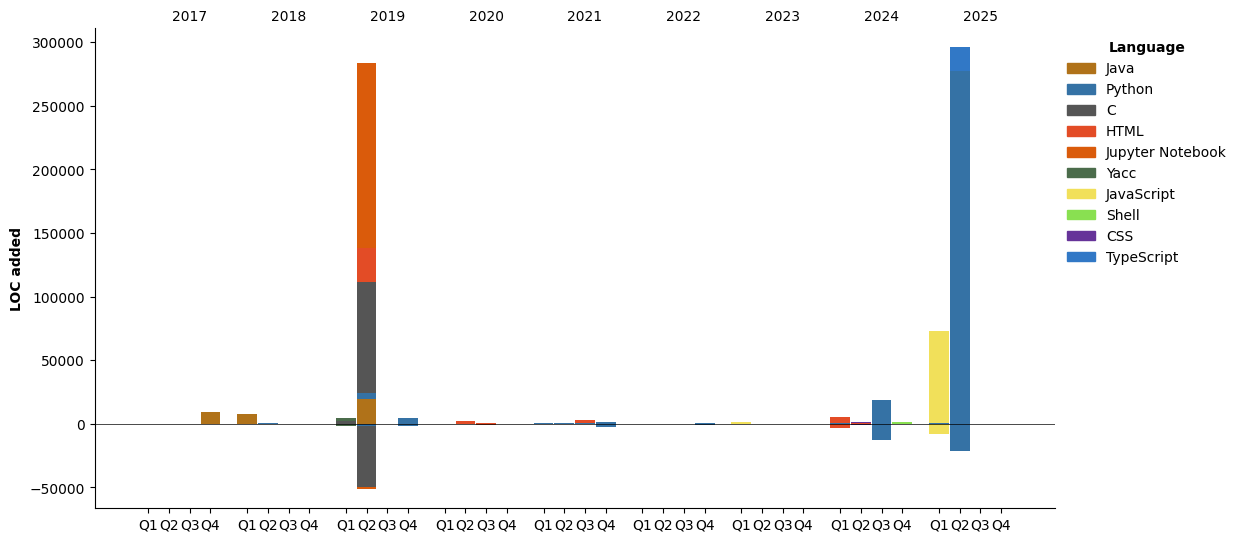 2017 2018 2019 2020 2021 2022 2023 2024 2025
300000
250000
200000
150000
100000
50000
0
−50000
LOC added
Q1 Q2 Q3 Q4 Q1 Q2 Q3 Q4 Q1 Q2 Q3 Q4 Q1 Q2 Q3 Q4 Q1 Q2 Q3 Q4 Q1 Q2 Q3 Q4 Q1 Q2 Q3 Q4 Q1 Q2 Q3 Q4 Q1 Q2 Q3 Q4
Language
Java
Python
C
HTML
Jupyter Notebook
Yacc
JavaScript
Shell
CSS
TypeScript